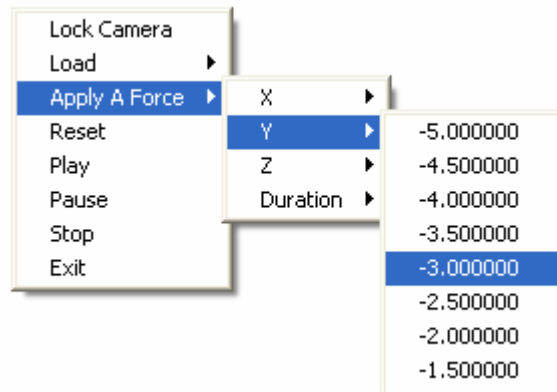 Lock Camera
Load
Apply A Force
Reset
Play
Pause
Stop
Exit
X
Y
Z
Duration
-5.000000
-4.500000
-4.000000
-3.500000
-3.000000
-2.500000
-2.000000
-1.500000